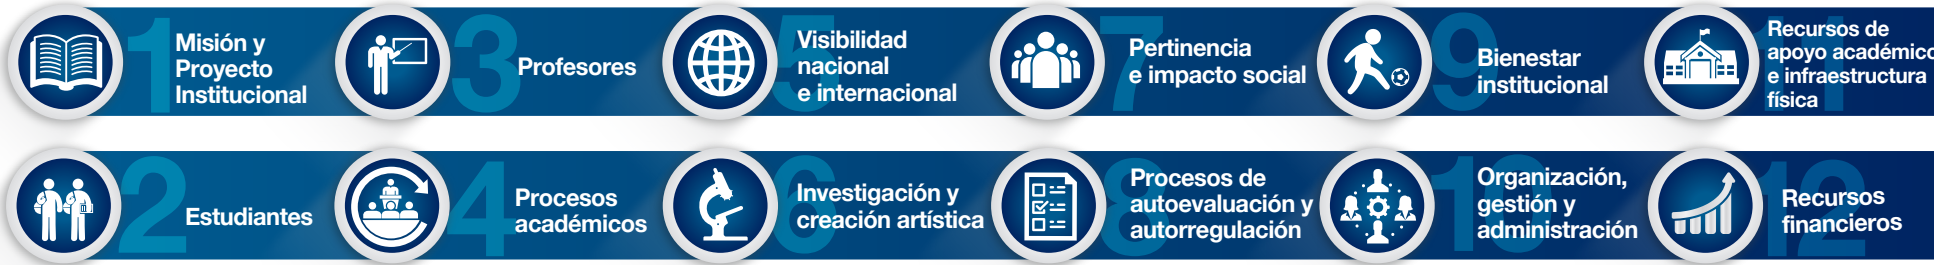 1
Misión y
Proyecto
Institucional
3
Profesores
5
Visibilidad
nacional
e internacional
7
Pertinencia
e impacto social
9
Bienestar
institucional
11
Recursos de
apoyo académico
e infraestructura
física
2
Estudiantes
4
Procesos
académicos
6
Investigación y
creación artística
8
Procesos de
autoevaluación y
autorregulación
10
Organización,
gestión y
administración
12
Recursos
financieros